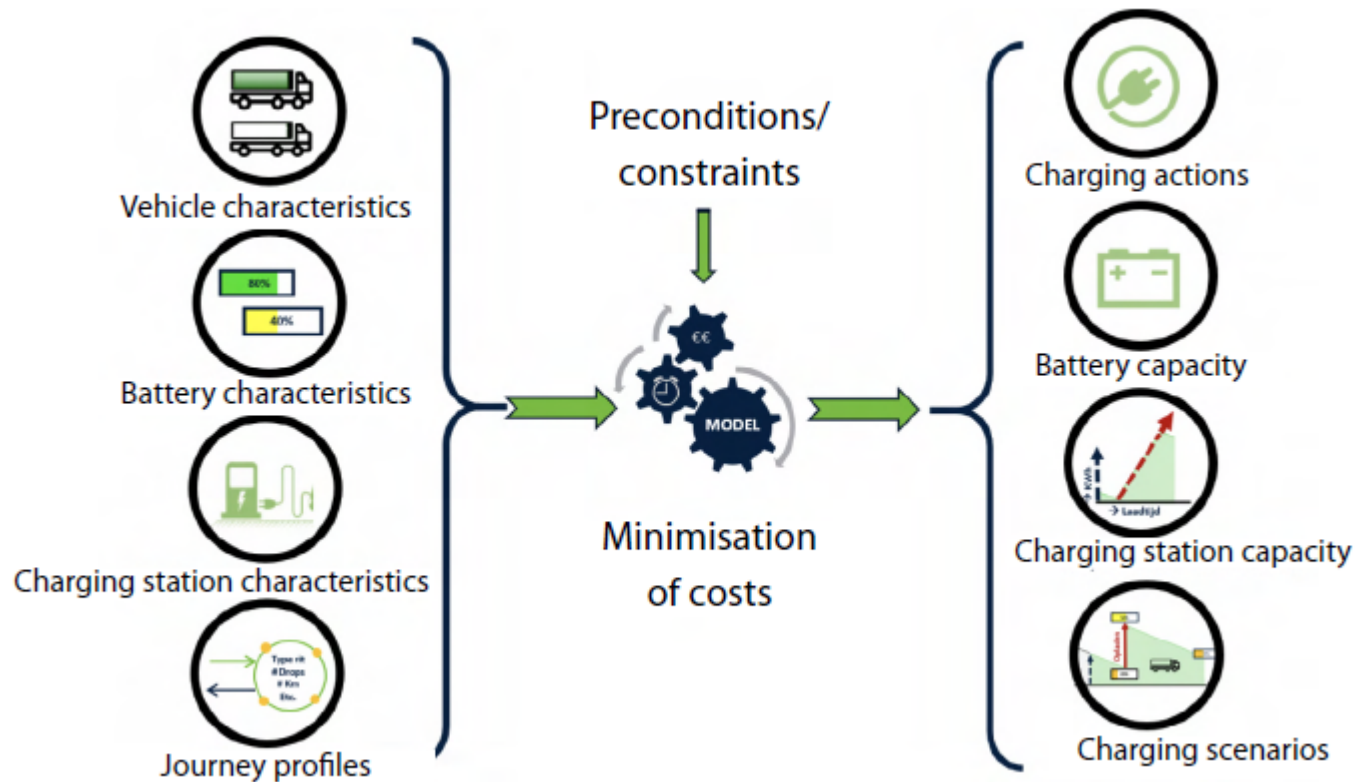 Vehicle characteristics
80%
40%
Battery characteristics
Charging station characteristics
Type rit
# Drops
# Km
Etc.
Journey profiles
Preconditions/
constraints
€€
MODEL
Minimisation
of costs
Charging actions
+ -
Battery capacity
→ KWh
→ Laadtijd
Charging station capacity
Opladen
Charging scenarios